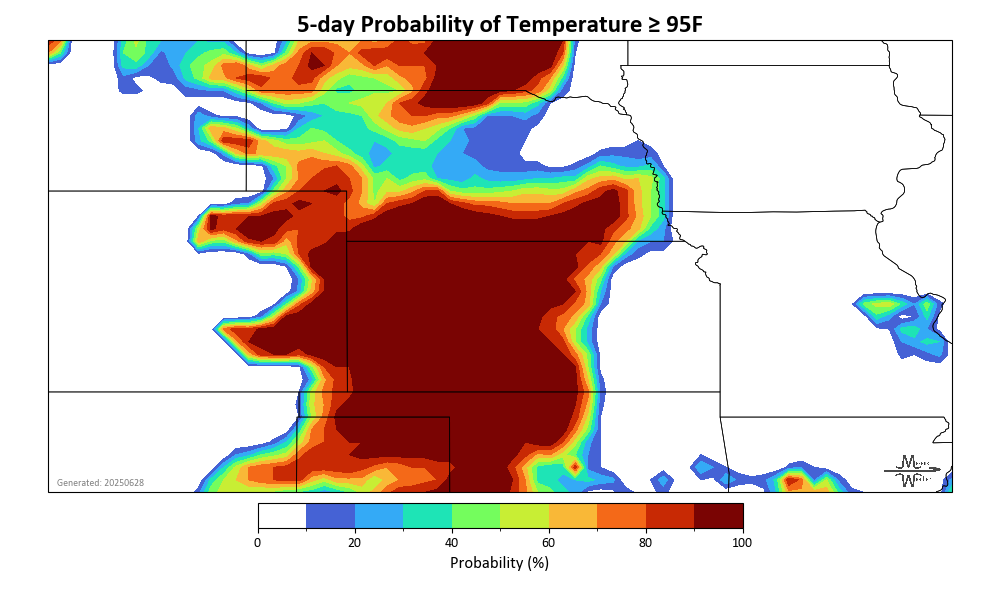 5-day Probability of Temperature ≥ 95F
Generated: 20250628
0 20 40 60 80 100
Probability (%)